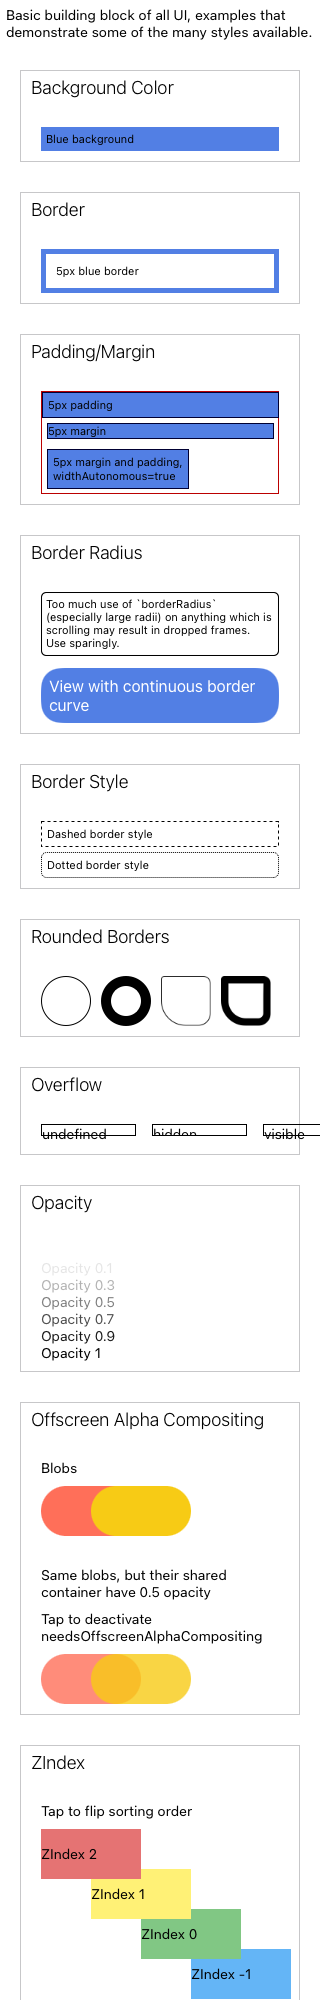 Basic building block of all UI, examples that
demonstrate some of the many styles available.
Background Color
Blue background
Border
5px blue border
Padding/Margin
5px padding
5px margin
5px margin and padding,
widthAutonomous=true
Border Radius
Too much use of `borderRadius`
(especially large radii) on anything which is
scrolling may result in dropped frames.
Use sparingly.
View with continuous border
curve
Border Style
Dashed border style
Dotted border style
Rounded Borders
Overflow
undefined hidden visible
Opacity
Opacity 0.1
Opacity 0.3
Opacity 0.5
Opacity 0.7
Opacity 0.9
Opacity 1
Offscreen Alpha Compositing
Blobs
Same blobs, but their shared
container have 0.5 opacity
Tap to deactivate
needsOffscreenAlphaCompositing
ZIndex
Tap to flip sorting order
ZIndex 2
ZIndex 1
ZIndex 0
ZIndex -1